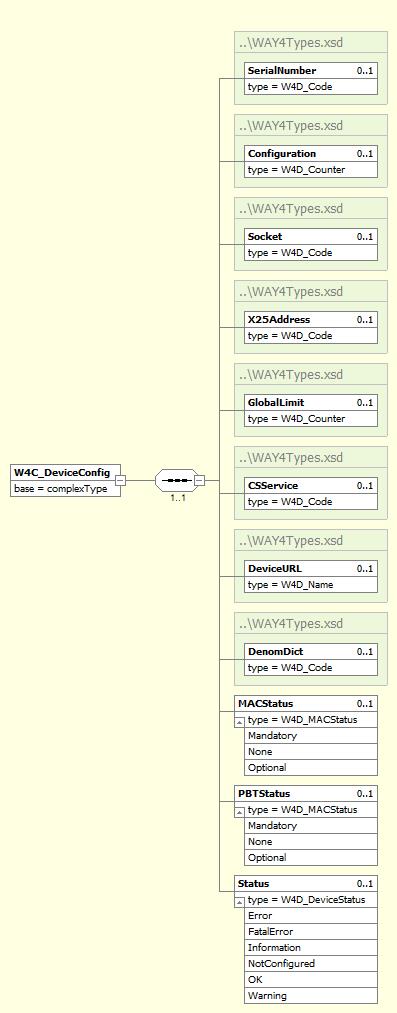 ..\WAY4Types.xsd
SerialNumber 0..1
type = W4D_Code
..\WAY4Types.xsd
Configuration 0..1
type = W4D_Counter
..\WAY4Types.xsd
Socket 0..1
type = W4D_Code
..\WAY4Types.xsd
X25Address 0..1
type = W4D_Code
..\WAY4Types.xsd
GlobalLimit 0..1
type = W4D_Counter
..\WAY4Types.xsd
CSService 0..1
type = W4D_Code
..\WAY4Types.xsd
DeviceURL 0..1
type = W4D_Name
..\WAY4Types.xsd
DenomDict 0..1
type = W4D_Code
MACStatus 0..1
type = W4D_MACStatus
Mandatory
None
Optional
PBTStatus 0..1
type = W4D_MACStatus
Mandatory
None
Optional
Status 0..1
type = W4D_DeviceStatus
Error
FatalError
Information
NotConfigured
OK
Warning
W4C_DeviceConfig
base = complexType
1..1